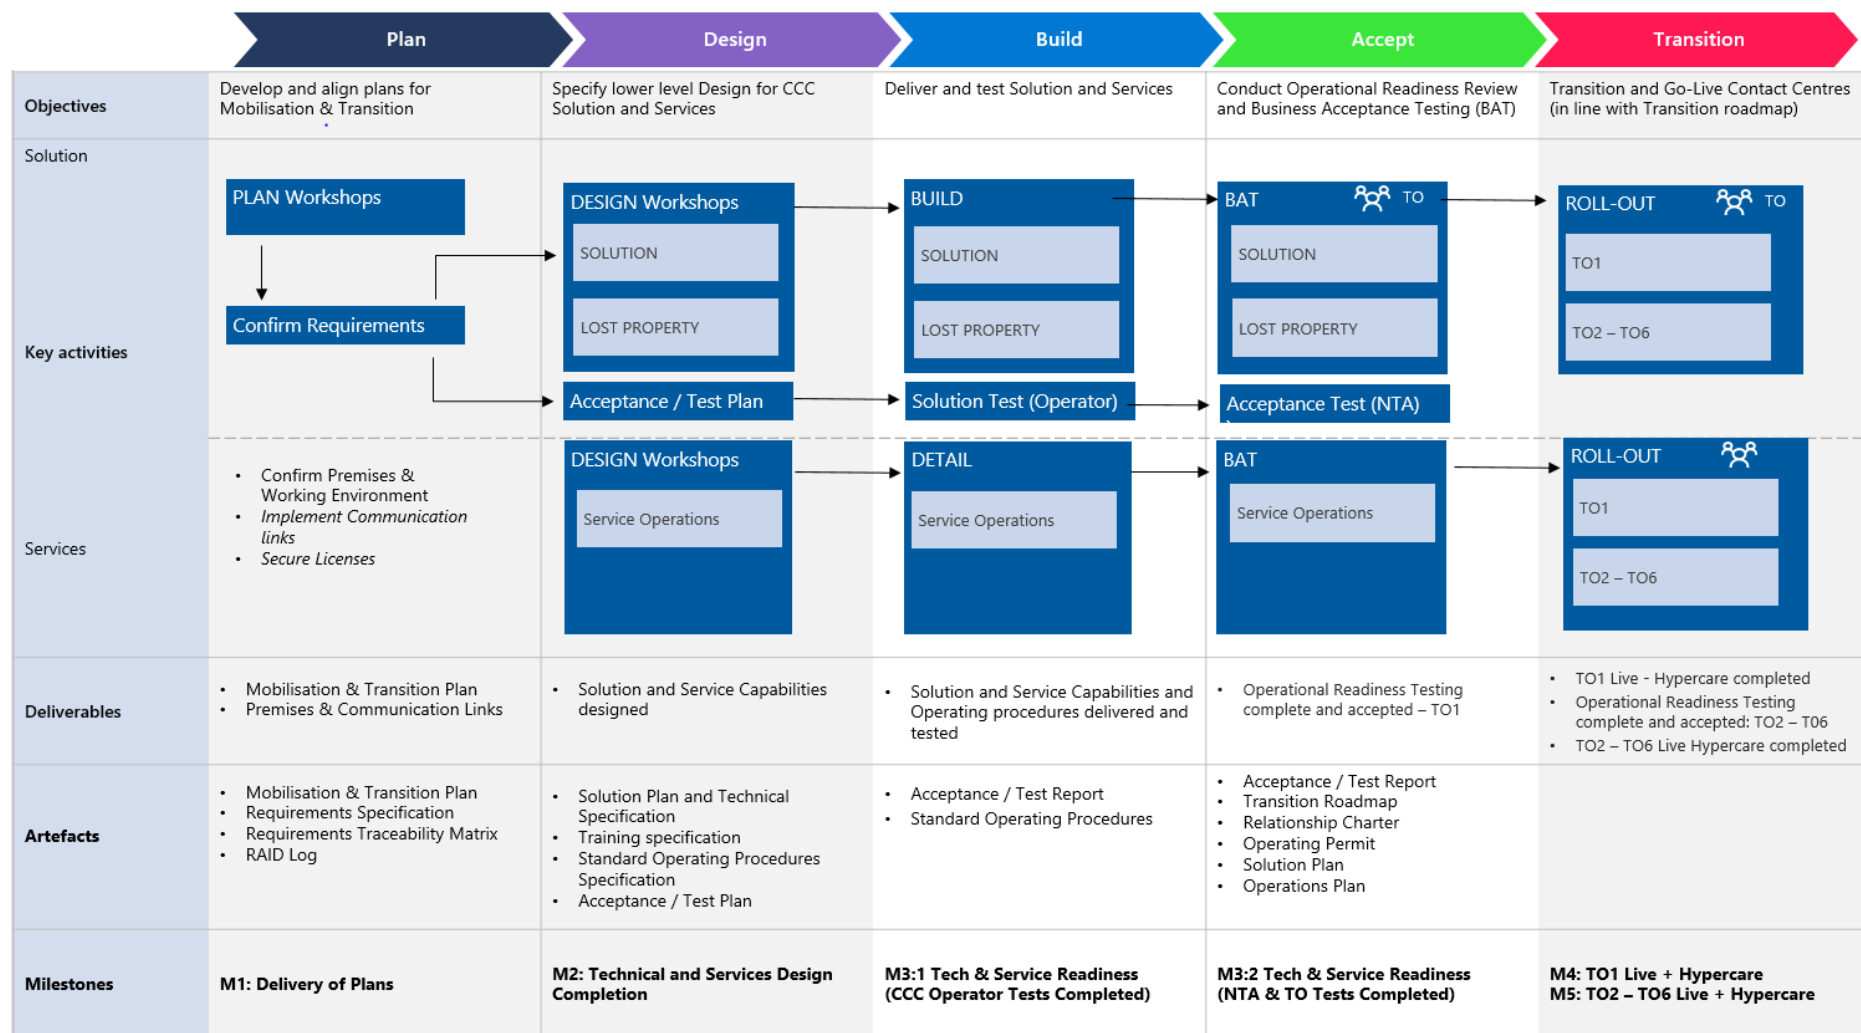 Plan
Design
Build
Accept
Transition
Objectives
Develop and align plans for
Mobilisation & Transition
Specify lower level Design for CCC
Solution and Services
Deliver and test Solution and Services
Conduct Operational Readiness Review
and Business Acceptance Testing (BAT)
Transition and Go-Live Contact Centres
(in line with Transition roadmap)
Solution
Key activities
Services
PLAN Workshops
Confirm Requirements
DESIGN Workshops
SOLUTION
LOST PROPERTY
Acceptance / Test Plan
BUILD
SOLUTION
LOST PROPERTY
Solution Test (Operator)
BAT
TO
SOLUTION
LOST PROPERTY
Acceptance Test (NTA)
ROLL-OUT
TO
TO1
TO2 – TO6
• Confirm Premises &
Working Environment
• Implement Communication
links
• Secure Licenses
DESIGN Workshops
Service Operations
DETAIL
Service Operations
BAT
Service Operations
ROLL-OUT
TO1
TO2 – TO6
Deliverables
• Mobilisation & Transition Plan
• Premises & Communication Links
• Solution and Service Capabilities
designed
• Solution and Service Capabilities and
Operating procedures delivered and
tested
• Operational Readiness Testing
complete and accepted – TO1
• TO1 Live - Hypercare completed
• Operational Readiness Testing
complete and accepted: TO2 – T06
• TO2 – TO6 Live Hypercare completed
Artefacts
• Mobilisation & Transition Plan
• Requirements Specification
• Requirements Traceability Matrix
• RAID Log
• Solution Plan and Technical
Specification
• Training specification
• Standard Operating Procedures
Specification
• Acceptance / Test Plan
• Acceptance / Test Report
• Standard Operating Procedures
• Acceptance / Test Report
• Transition Roadmap
• Relationship Charter
• Operating Permit
• Solution Plan
• Operations Plan
Milestones
M1: Delivery of Plans
M2: Technical and Services Design
Completion
M3:1 Tech & Service Readiness
(CCC Operator Tests Completed)
M3:2 Tech & Service Readiness
(NTA & TO Tests Completed)
M4: TO1 Live + Hypercare
M5: TO2 – TO6 Live + Hypercare